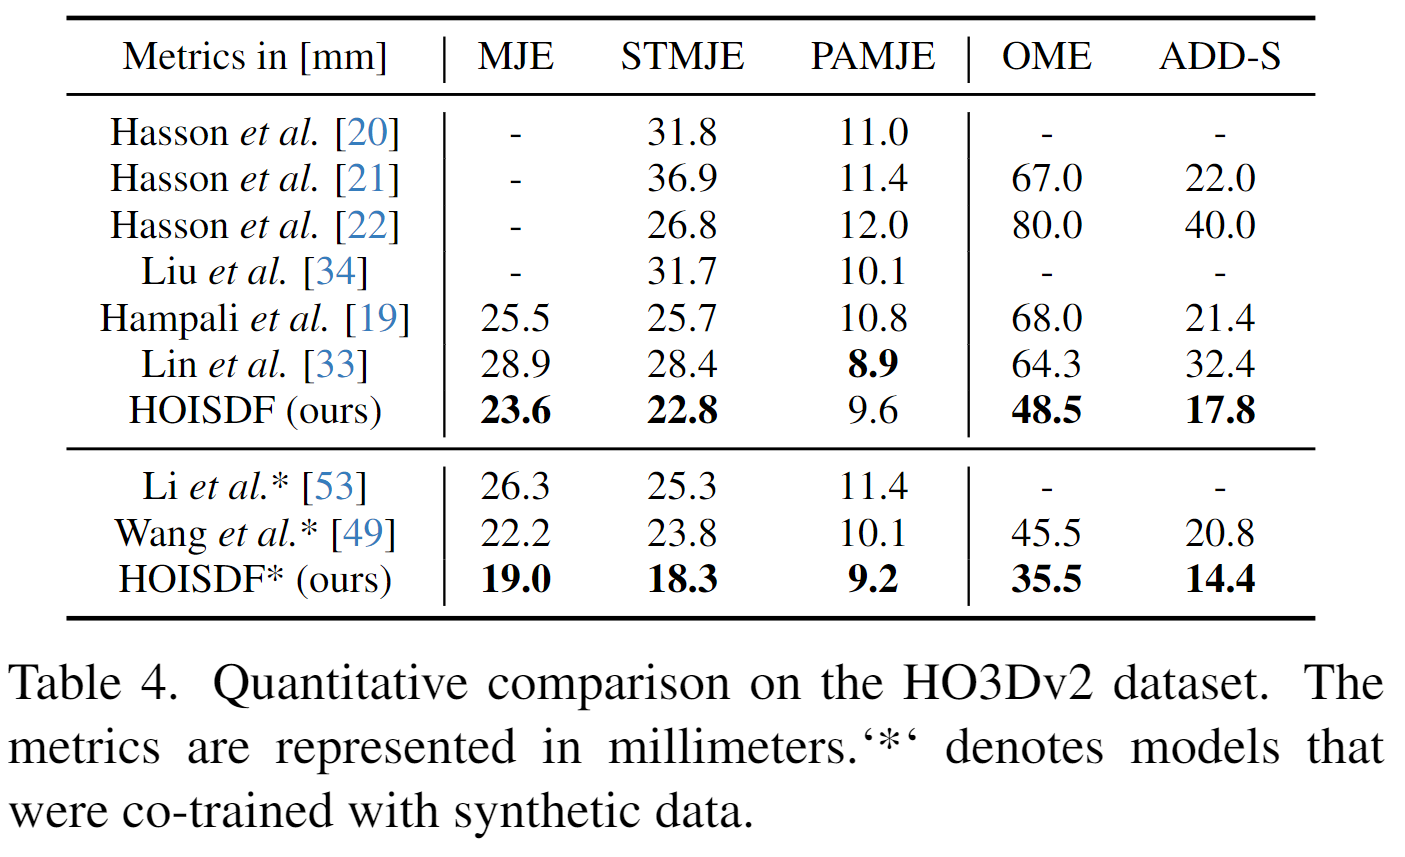 Metrics in [mm] MJE STMJE PAMJE OME ADD-S
Hasson et al. [20] - 31.8 11.0 - -
Hasson et al. [21] - 36.9 11.4 67.0 22.0
Hasson et al. [22] - 26.8 12.0 80.0 40.0
Liu et al. [34] - 31.7 10.1 - -
Hampali et al. [19] 25.5 25.7 10.8 68.0 21.4
Lin et al. [33] 28.9 28.4 8.9 64.3 32.4
HOISDF (ours) 23.6 22.8 9.6 48.5 17.8
Li et al.* [53] 26.3 25.3 11.4 - -
Wang et al.* [49] 22.2 23.8 10.1 45.5 20.8
HOISDF* (ours) 19.0 18.3 9.2 35.5 14.4
Table 4. Quantitative comparison on the HO3Dv2 dataset. The
metrics are represented in millimeters.‘*‘ denotes models that
were co-trained with synthetic data.